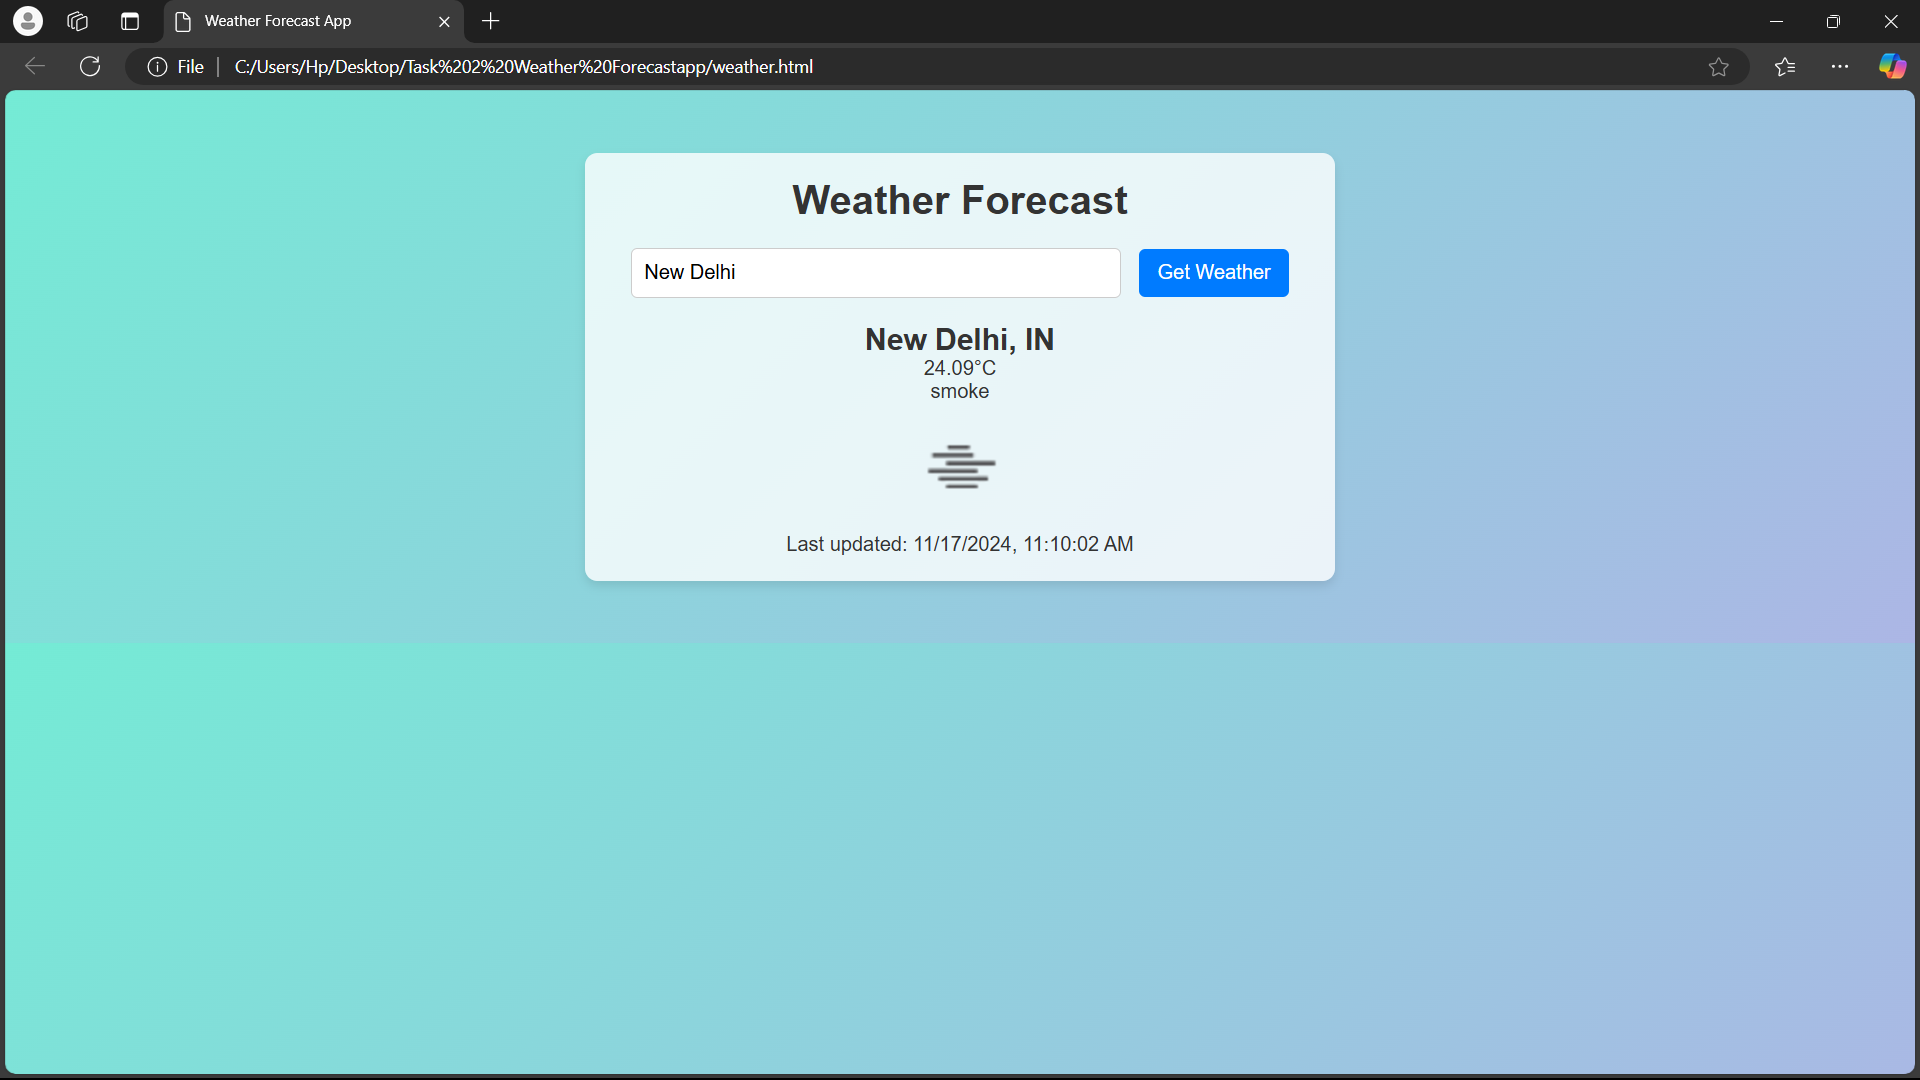 Weather Forecast App
File
C:/Users/Hp/Desktop/Task%202%20Weather%20Forecastapp/weather.html
Weather Forecast
New Delhi
Get Weather
New Delhi, IN
24.09°C
smoke
Last updated: 11/17/2024, 11:10:02 AM